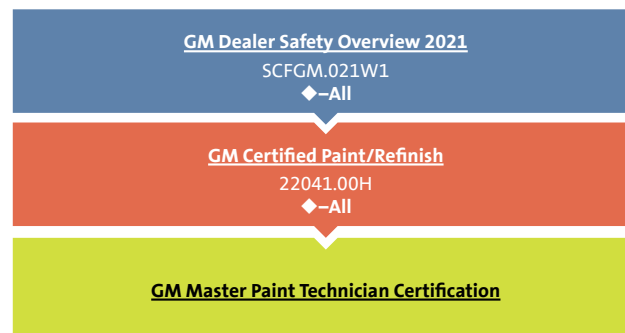 GM Dealer Safety Overview 2021
SCFGM.021W1
◆–All
GM Certified Paint/Refinish
22041.00H
◆–All
GM Master Paint Technician Certification